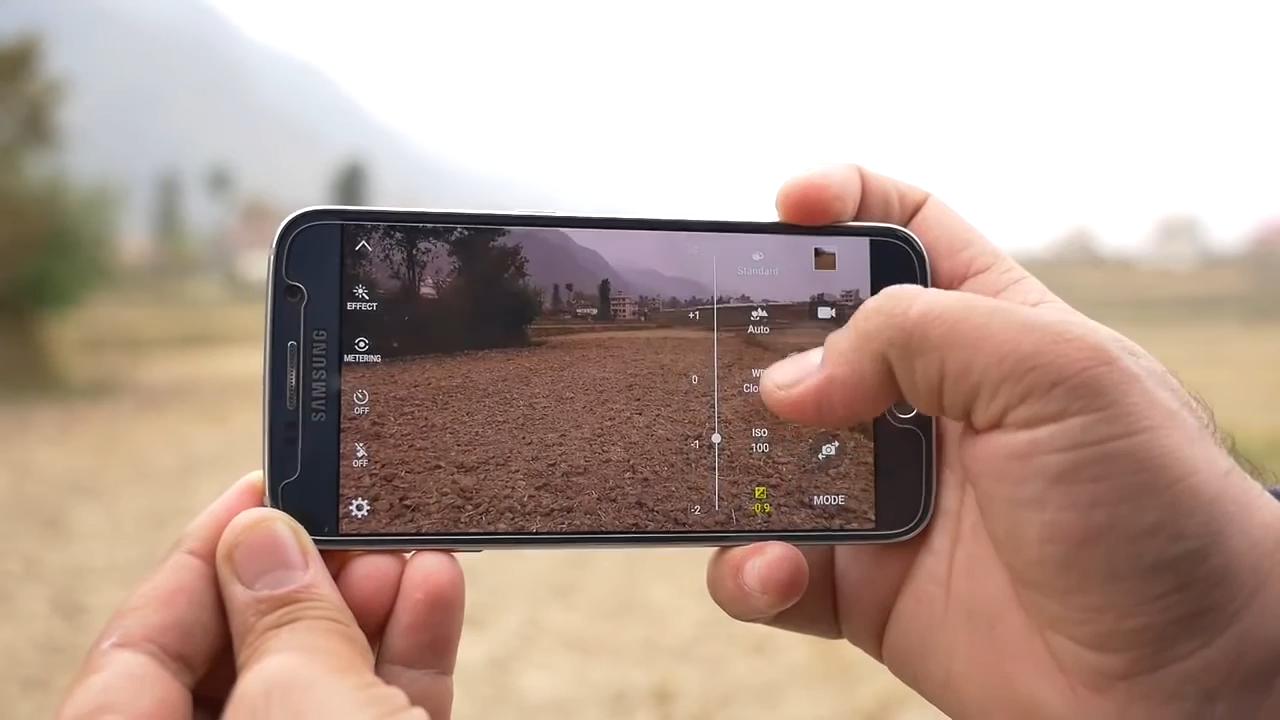 SAMSUNG
EFFECT
METERING
OFF
OFF
+1
0
-1
-2
Standard
Auto
ISO
100
-0.9
MODE